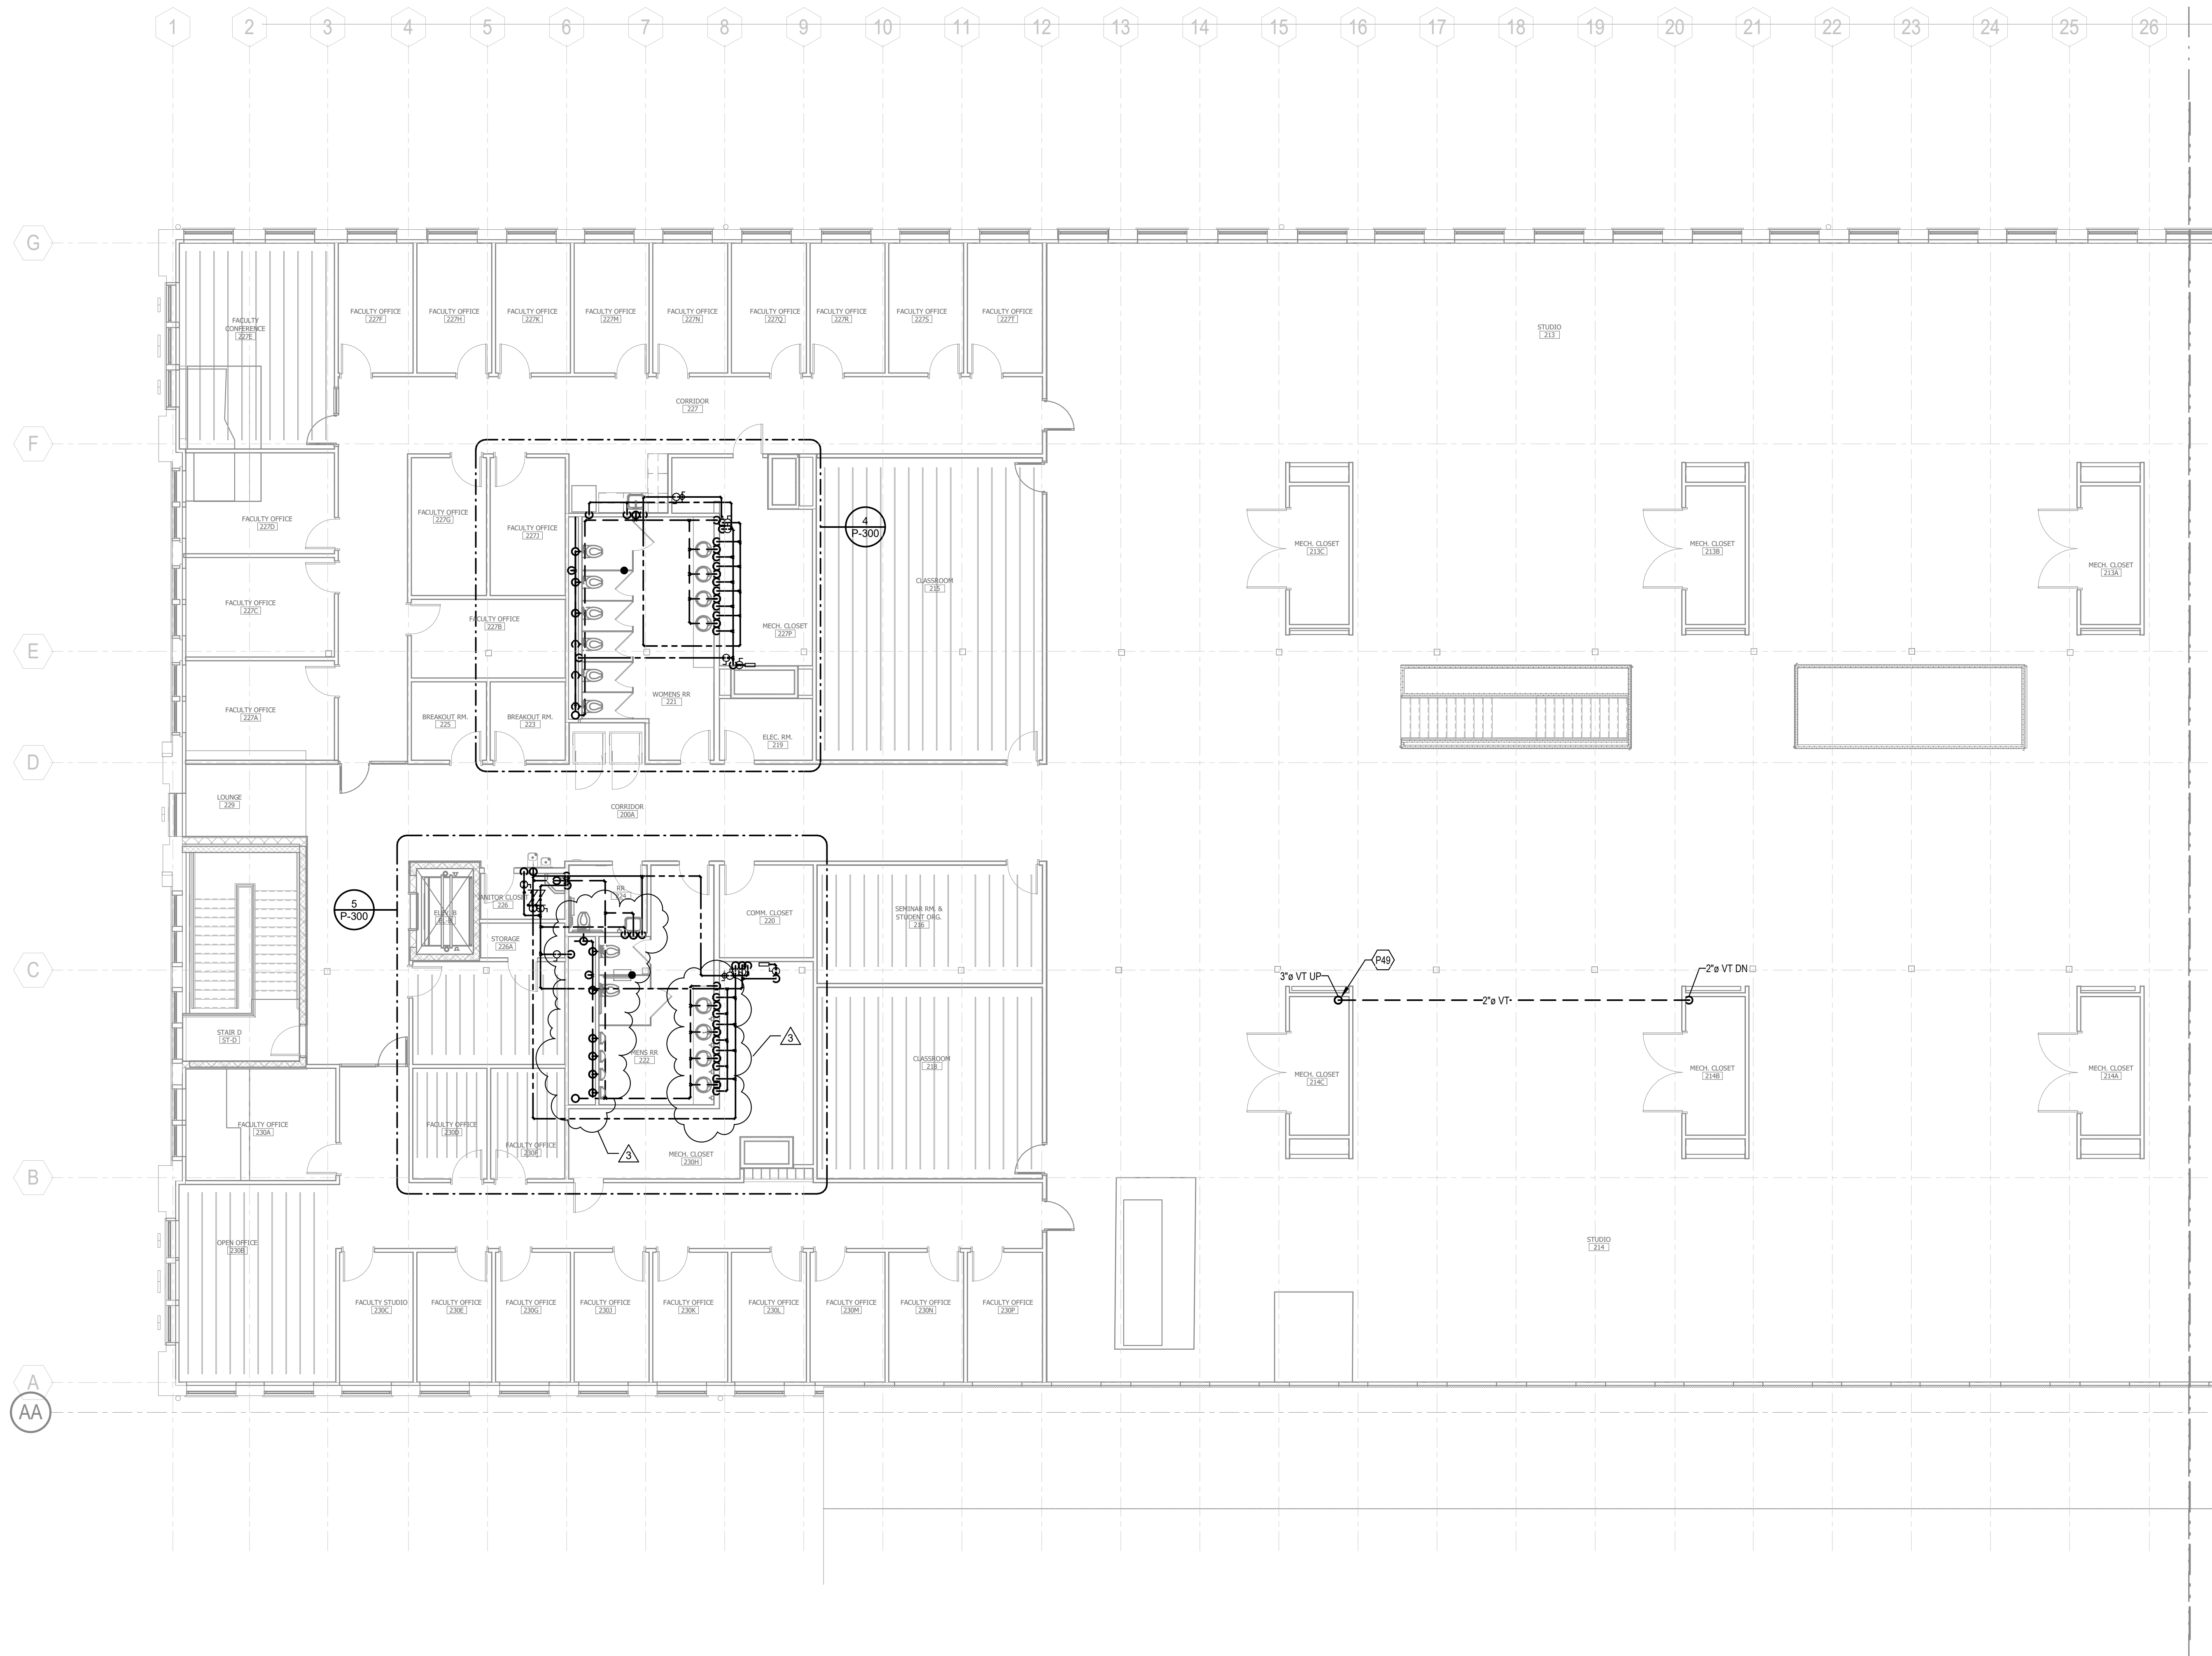 1 2 3 4 5 6 7 8 9 10 11 12 13 14 15 16 17 18 19 20 21 22 23 24 25 26
G
FACULTY OFFICE
227F
FACULTY OFFICE
227H
FACULTY OFFICE
227K
FACULTY OFFICE
227M
FACULTY OFFICE
227N
FACULTY OFFICE
227Q
FACULTY OFFICE
227R
FACULTY OFFICE
227S
FACULTY OFFICE
227T
FACULTY
CONFERENCE
227E
STUDIO
213
CORRIDOR
227
F
FACULTY OFFICE
227D
FACULTY OFFICE
227G
FACULTY OFFICE
227J
4
P-300
MECH. CLOSET
213C
MECH. CLOSET
213B
MECH. CLOSET
213A
CLASSROOM
215
FACULTY OFFICE
227C
FACULTY OFFICE
227B
MECH. CLOSET
227P
E
WOMENS RR
221
FACULTY OFFICE
227A
BREAKOUT RM.
225
BREAKOUT RM.
223
ELEC. RM.
219
D
LOUNGE
229
CORRIDOR
200A
5
P-300
ELEV. B
EL-B
ANITOR CLOSET
226
RR
224
COMM. CLOSET
220
SEMINAR RM. &
STUDENT ORG.
216
STORAGE
226A
C
P49
3"ø VT UP
2"ø VT DN
2"ø VT
STAIR D
ST-D
MENS RR
222
3
CLASSROOM
218
MECH. CLOSET
214C
MECH. CLOSET
214B
MECH. CLOSET
214A
FACULTY OFFICE
230A
FACULTY OFFICE
230D
FACULTY OFFICE
230F
3
MECH. CLOSET
230H
B
OPEN OFFICE
230B
STUDIO
214
FACULTY STUDIO
230C
FACULTY OFFICE
230E
FACULTY OFFICE
230G
FACULTY OFFICE
230J
FACULTY OFFICE
230K
FACULTY OFFICE
230L
FACULTY OFFICE
230M
FACULTY OFFICE
230N
FACULTY OFFICE
230P
A
AA